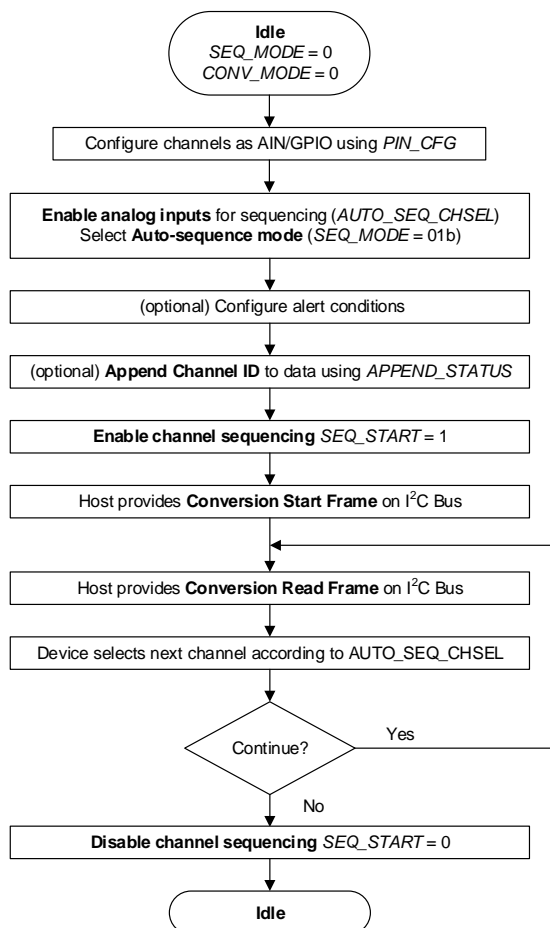 Idle
SEQ_MODE = 0
CONV_MODE = 0
Configure channels as AIN/GPIO using PIN_CFG
Enable analog inputs for sequencing (AUTO_SEQ_CHSEL)
Select Auto-sequence mode (SEQ_MODE = 01b)
(optional) Configure alert conditions
(optional) Append Channel ID to data using APPEND_STATUS
Enable channel sequencing SEQ_START = 1
Host provides Conversion Start Frame on I²C Bus
Host provides Conversion Read Frame on I²C Bus
Device selects next channel according to AUTO_SEQ_CHSEL
Continue?
Yes
No
Disable channel sequencing SEQ_START = 0
Idle